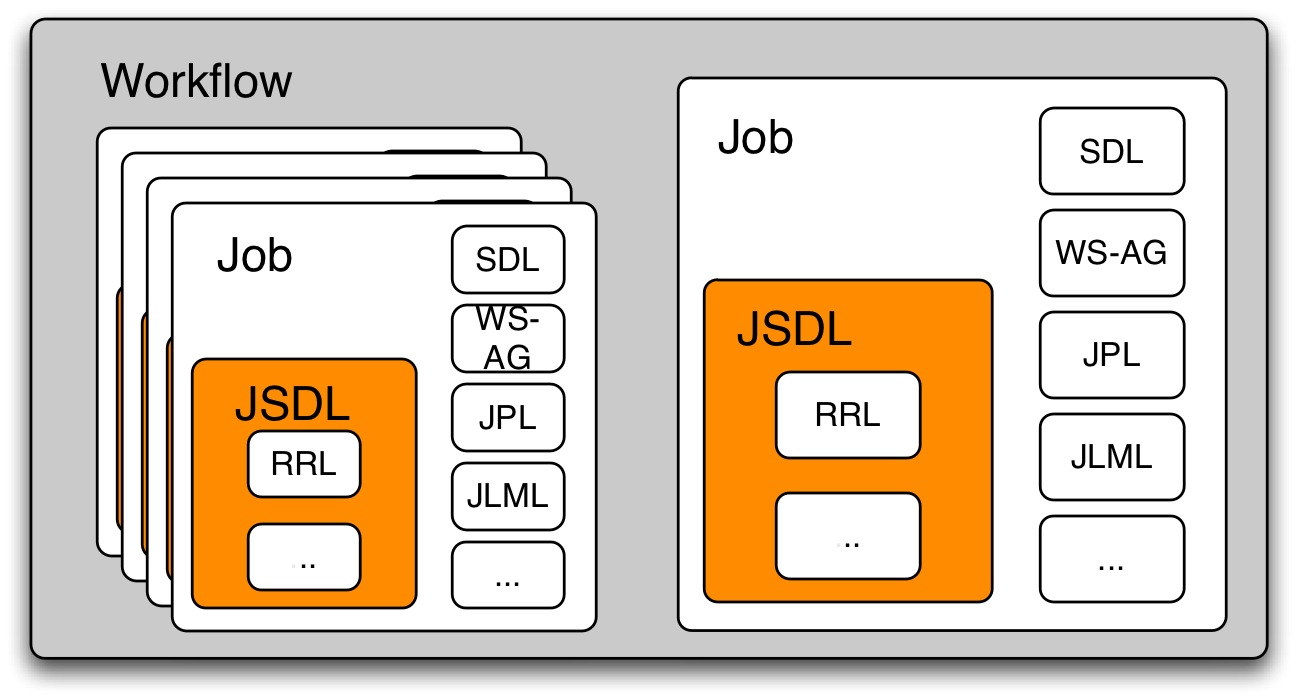 Workflow
Job
SDL
WS-
AG
JPL
JLML
...
JSDL
RRL
...
Job
SDL
WS-AG
JPL
JLML
...
JSDL
RRL
...